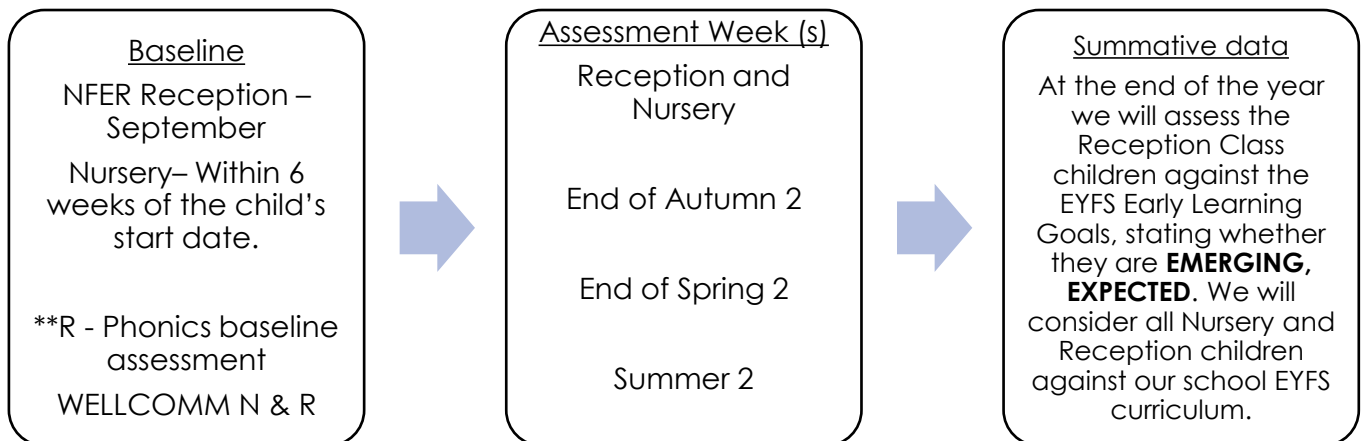 Baseline
NFER Reception –
September
Nursery– Within 6
weeks of the child’s
start date.
**R - Phonics baseline
assessment
WELLCOMM N & R
Assessment Week (s)
Reception and
Nursery
End of Autumn 2
End of Spring 2
Summer 2
Summative data
At the end of the year
we will assess the
Reception Class
children against the
EYFS Early Learning
Goals, stating whether
they are EMERGING,
EXPECTED. We will
consider all Nursery and
Reception children
against our school EYFS
curriculum.